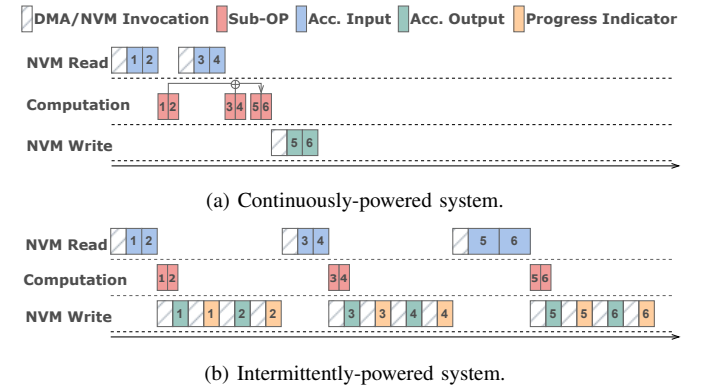 DMA/NVM Invocation Sub-OP Acc. Input Acc. Output Progress Indicator
NVM Read 1 2 3 4
Computation 1 2 3 4 5 6
NVM Write 5 6
(a) Continuously-powered system.
NVM Read 1 2 3 4 5 6
Computation 1 2 3 4 5 6
NVM Write 1 1 2 2 3 3 4 4 5 5 6 6
(b) Intermittently-powered system.